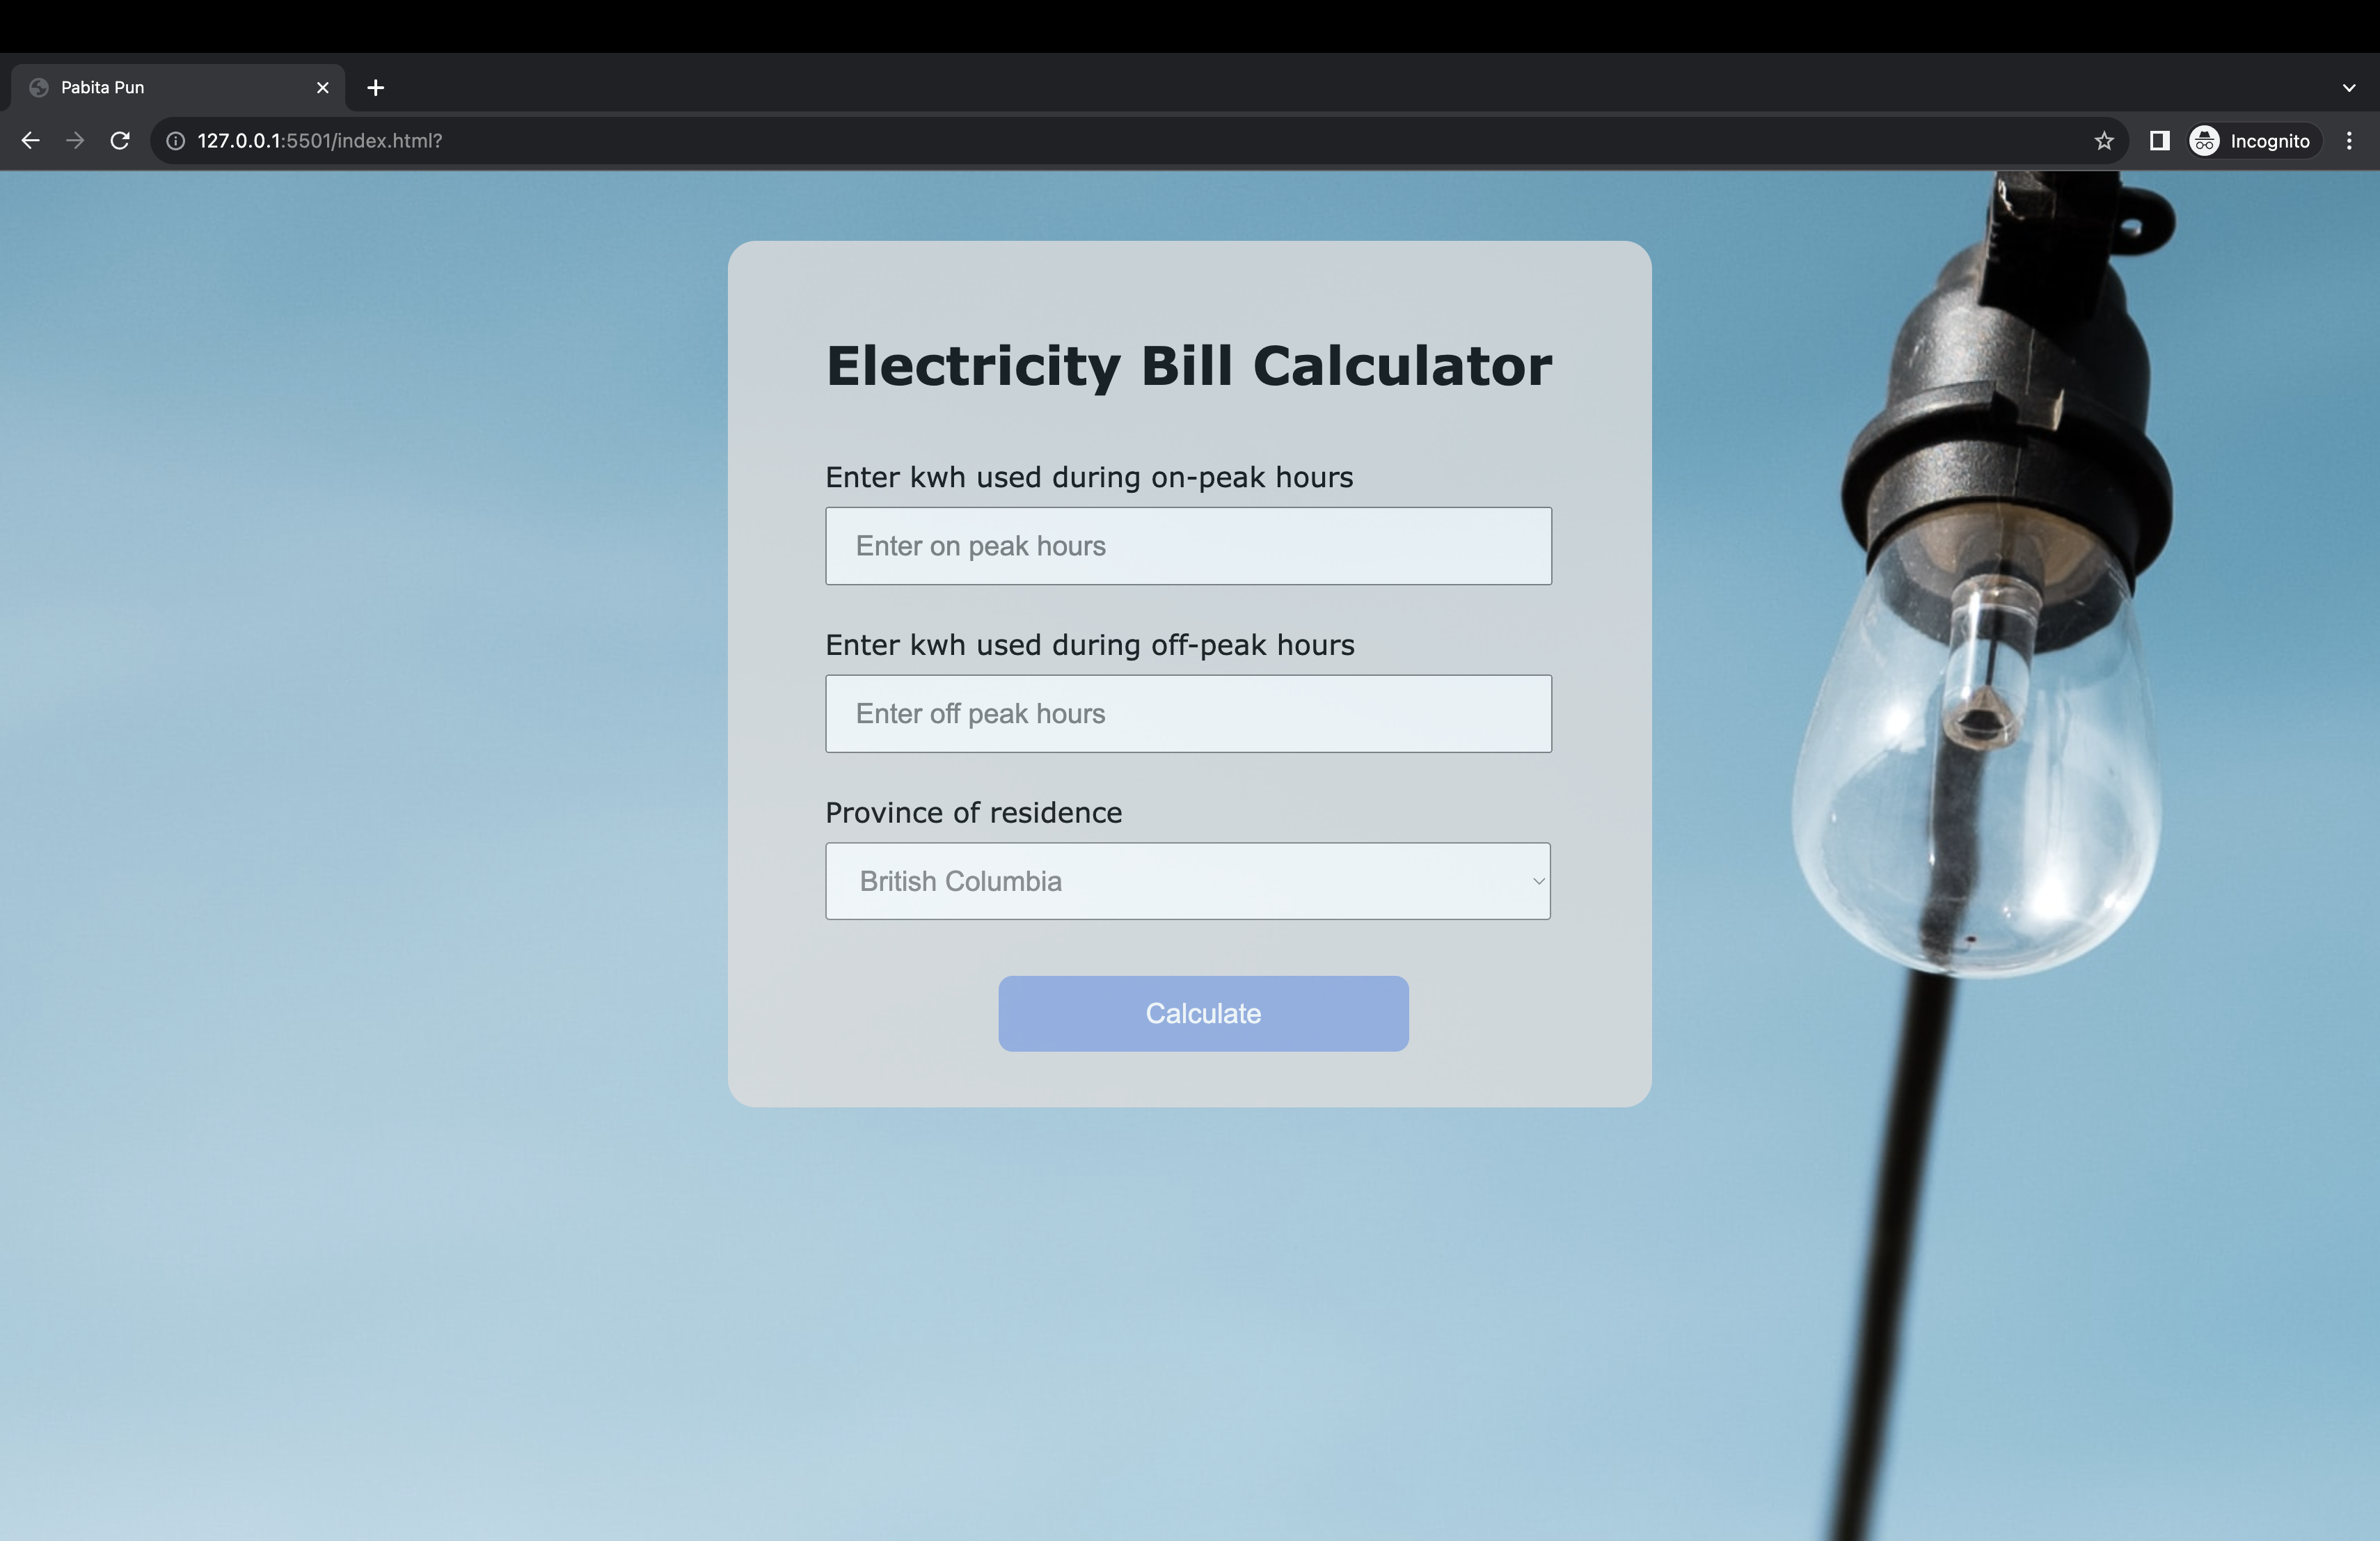 Pabita Pun
127.0.0.1:5501/index.html?
Incognito
Electricity Bill Calculator
Enter kwh used during on-peak hours
Enter on peak hours
Enter kwh used during off-peak hours
Enter off peak hours
Province of residence
British Columbia
Calculate